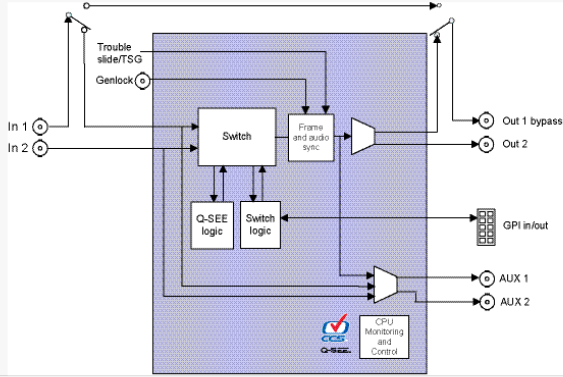 Trouble
slide/TSG
Genlock
In 1
In 2
Switch
Frame
and audio
sync
Out 1 bypass
Out 2
Q-SEE
logic
Switch
logic
GPI in/out
AUX 1
AUX 2
CCS
Q-SEE
CPU
Monitoring
and
Control